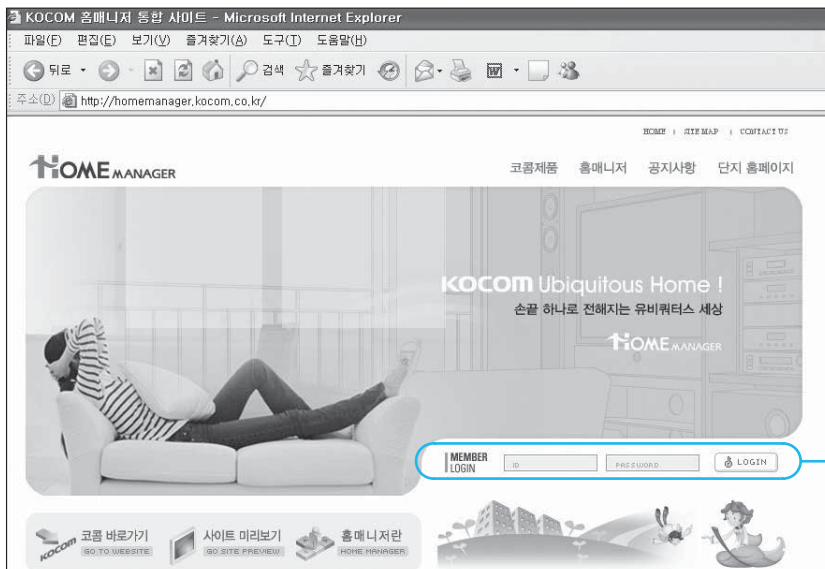 KOCOM 홈매니저 통합 사이트 - Microsoft Internet Explorer
파일(F) 편집(E) 보기(V) 즐겨찾기(A) 도구(T) 도움말(H)
뒤로 검색 즐겨찾기
주소(D) http://homemanager.kocom.co.kr/
HOME | SITE MAP | CONTACT US
HOME MANAGER 코콤제품 홈매니저 공지사항 단지 홈페이지
KOCOM Ubiquitous Home !
손끝 하나로 전해지는 유비쿼터스 세상
HOME MANAGER
MEMBER
LOGIN ID PASSWORD LOGIN
코콤 바로가기 사이트 미리보기 홈매니저란
KOCOM GO TO WEBSITE GO SITE PREVIEW HOME MANAGER